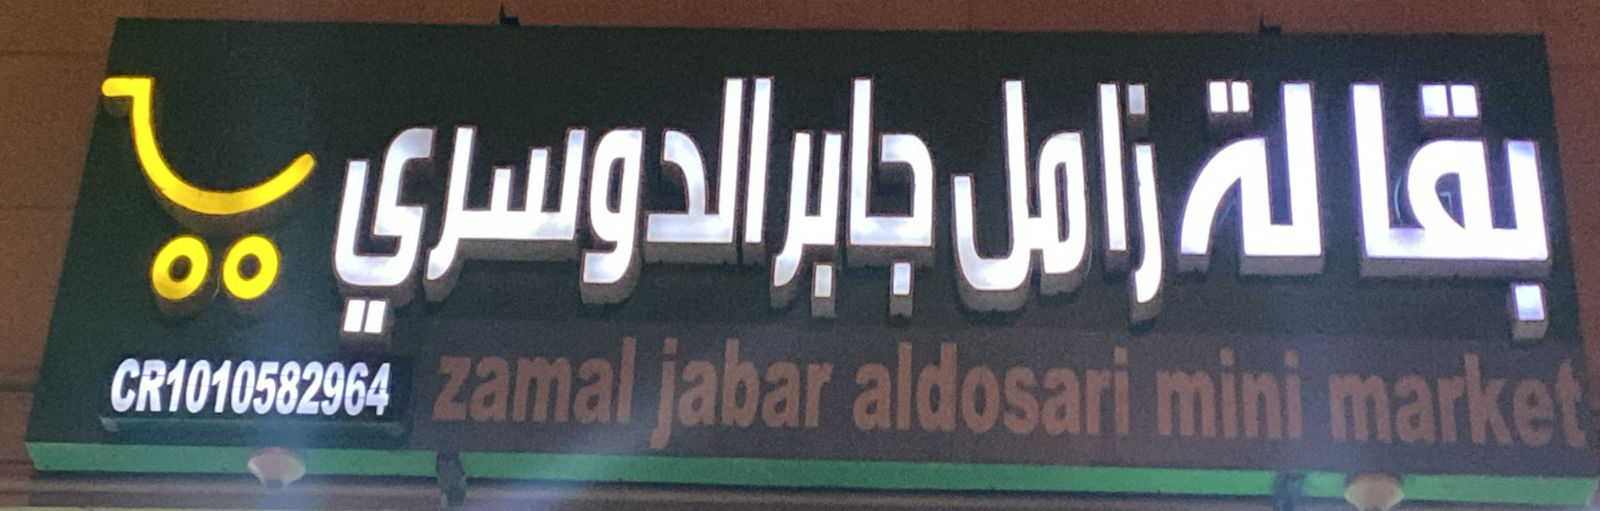 بقالة زامل جابر الدوسري
zamal jabar aldosari mini market
CR1010582964